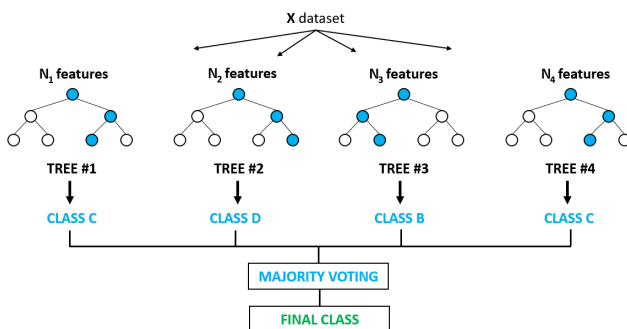 X dataset
N₁ features N₂ features N₃ features N₄ features
TREE #1 TREE #2 TREE #3 TREE #4
CLASS C CLASS D CLASS B CLASS C
MAJORITY VOTING
FINAL CLASS